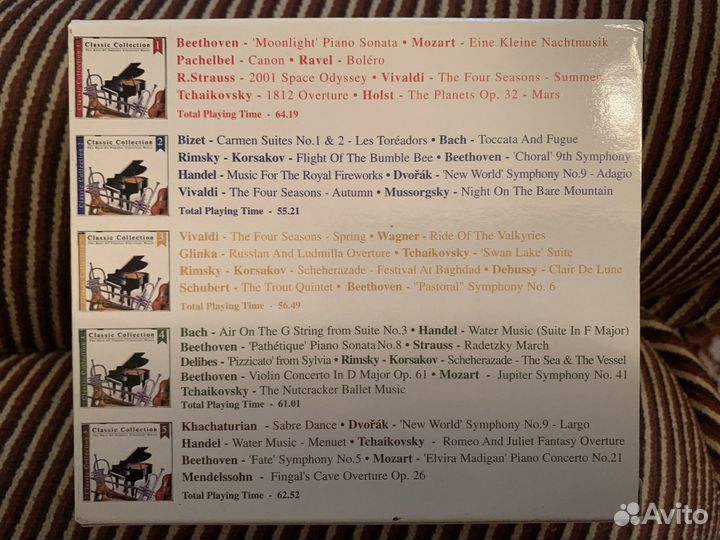 Classic Collection 1
Beethoven - 'Moonlight' Piano Sonata • Mozart - Eine Kleine Nachtmusik
Pachelbel - Canon • Ravel - Boléro
R.Strauss - 2001 Space Odyssey • Vivaldi - The Four Seasons - Summer
Tchaikovsky - 1812 Overture • Holst - The Planets Op. 32 - Mars
Total Playing Time - 64.19
Classic Collection 2
Bizet - Carmen Suites No.1 & 2 - Les Toréadors • Bach - Toccata And Fugue
Rimsky - Korsakov - Flight Of The Bumble Bee • Beethoven - 'Choral' 9th Symphony
Handel - Music For The Royal Fireworks • Dvořák - 'New World' Symphony No.9 - Adagio
Vivaldi - The Four Seasons - Autumn • Mussorgsky - Night On The Bare Mountain
Total Playing Time - 55.21
Classic Collection 3
Vivaldi - The Four Seasons - Spring • Wagner - Ride Of The Valkyries
Glinka - Russlan And Ludmilla Overture • Tchaikovsky - 'Swan Lake' Suite
Rimsky - Korsakov - Scheherazade - Festival At Baghdad • Debussy - Clair De Lune
Schubert - The Trout Quintet • Beethoven - "Pastoral" Symphony No. 6
Total Playing Time - 56.49
Classic Collection 4
Bach - Air On The G String from Suite No.3 • Handel - Water Music (Suite In F Major)
Beethoven - 'Pathétique' Piano Sonata No.8 • Strauss - Radetzky March
Delibes - 'Pizzicato' from Sylvia • Rimsky - Korsakov - Scheherazade - The Sea & The Vessel
Beethoven - Violin Concerto In D Major Op. 61 • Mozart - Jupiter Symphony No. 41
Tchaikovsky - The Nutcracker Ballet Music
Total Playing Time - 61.01
Classic Collection 5
Khachaturian - Sabre Dance • Dvořák - 'New World' Symphony No.9 - Largo
Handel - Water Music - Menuet • Tchaikovsky - Romeo And Juliet Fantasy Overture
Beethoven - 'Fate' Symphony No.5 • Mozart - 'Elvira Madigan' Piano Concerto No.21
Mendelssohn - Fingal's Cave Overture Op. 26
Total Playing Time - 62.52
Avito